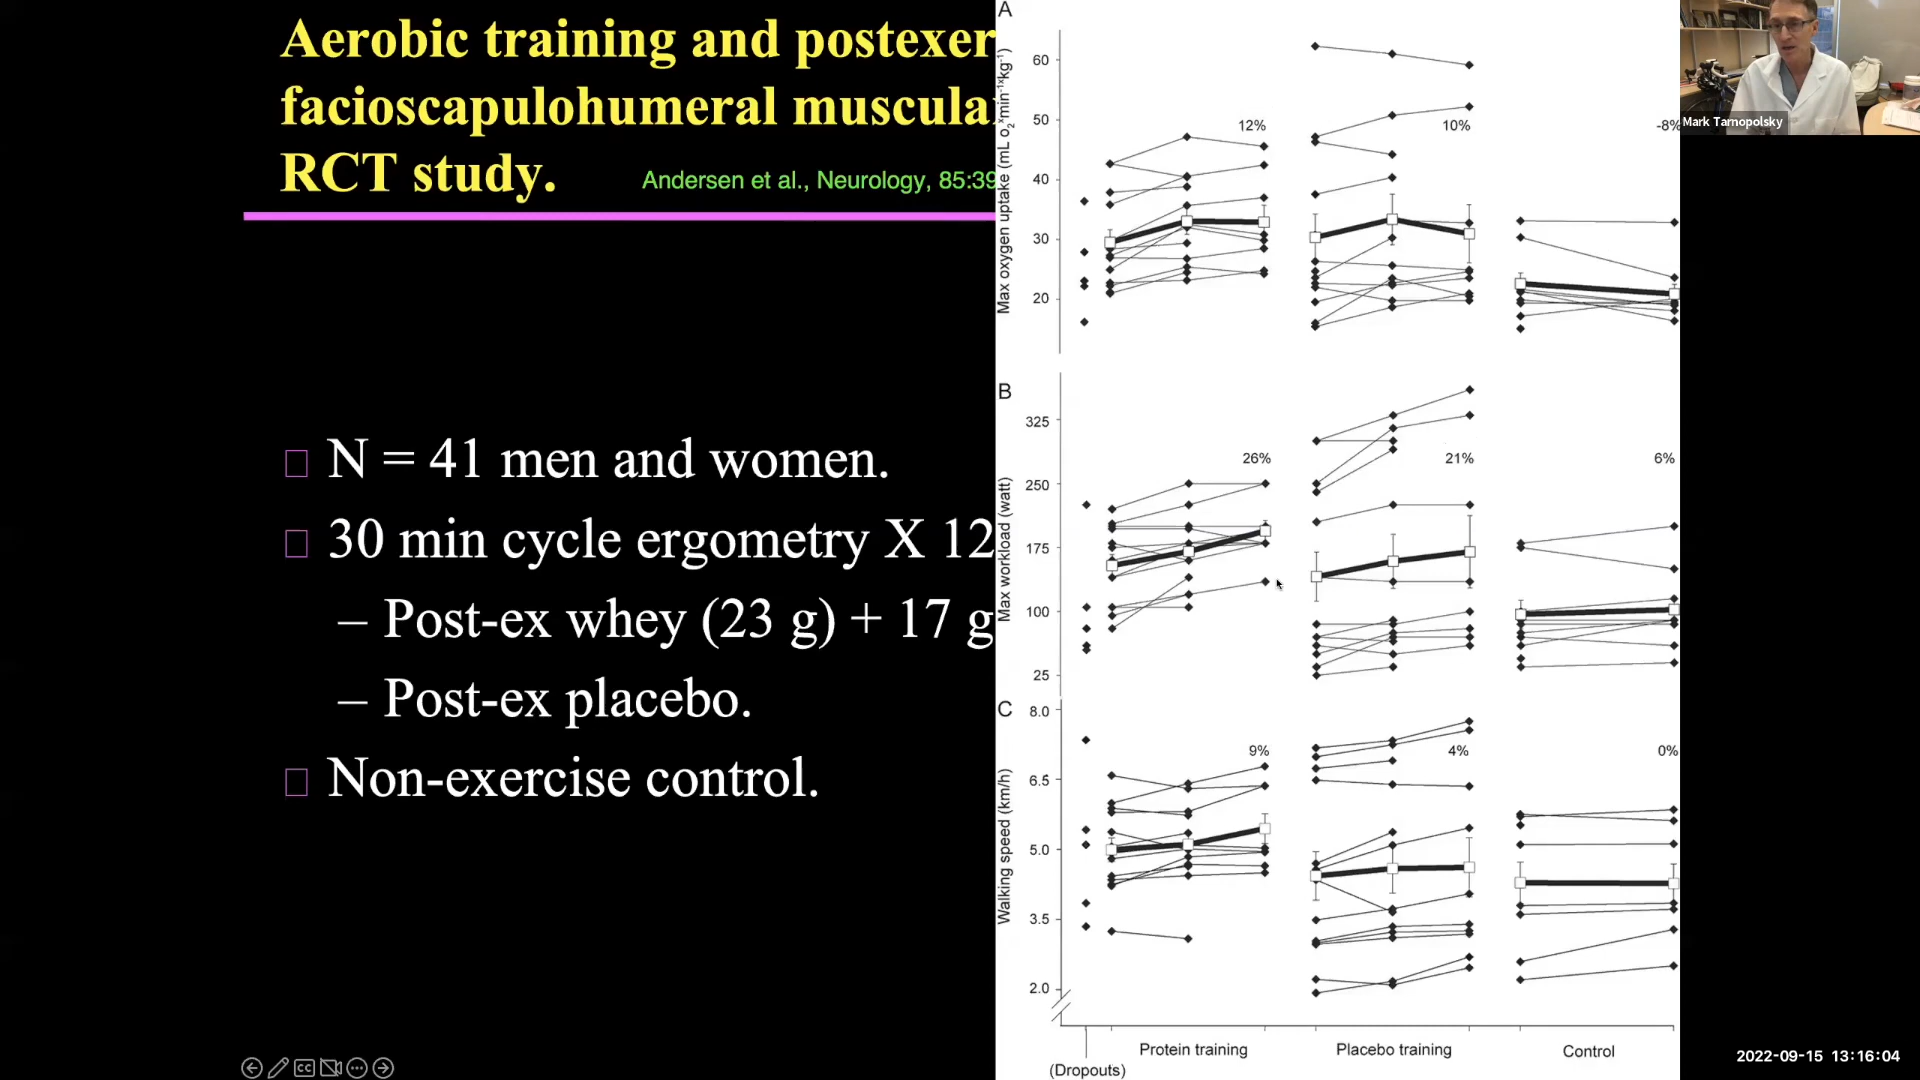 Aerobic training and postexer
facioscapulohumeral muscula
RCT study.
Andersen et al., Neurology, 85:39
N = 41 men and women.
30 min cycle ergometry X 12
– Post-ex whey (23 g) + 17 g
– Post-ex placebo.
Non-exercise control.
A
Max oxygen uptake (mL o₂ˣmin⁻¹ˣkg⁻¹)
60
50
40
30
20
12%
10%
-8%
B
Max workload (watt)
325
250
175
100
25
26%
21%
6%
C
Walking speed (km/h)
8.0
6.5
5.0
3.5
2.0
9%
4%
0%
Protein training
Placebo training
Control
(Dropouts)
Mark Tarnopolsky
CC
2022-09-15 13:16:04